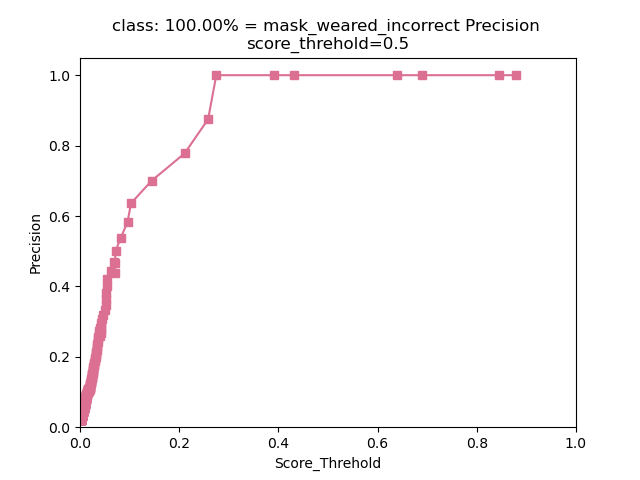 class: 100.00% = mask_weared_incorrect Precision
score_threhold=0.5
1.0
0.8
0.6
0.4
0.2
0.0
Precision
0.0 0.2 0.4 0.6 0.8 1.0
Score_Threhold